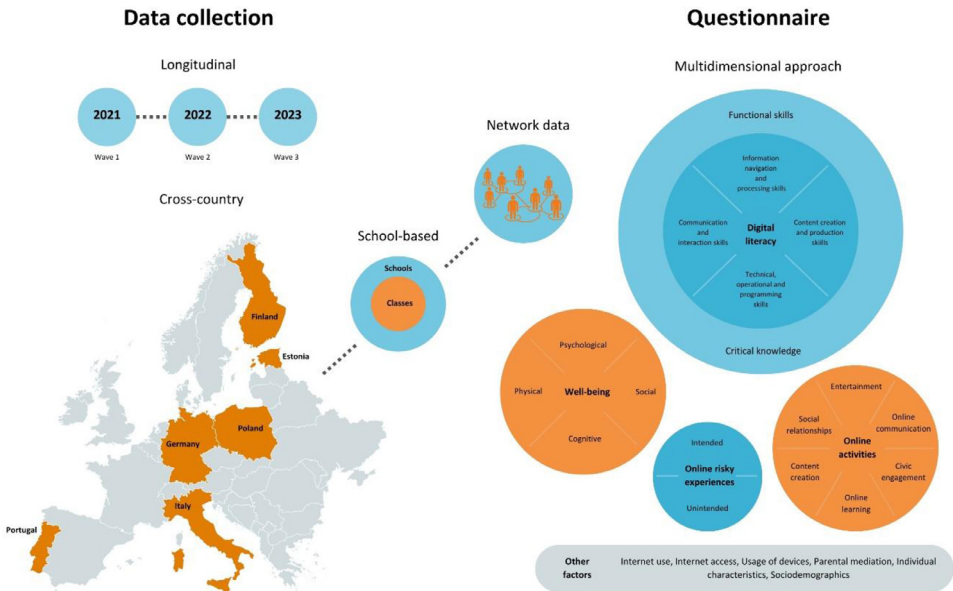 Data collection
Longitudinal
2021
2022
2023
Wave 1
Wave 2
Wave 3
Cross-country
Finland
Estonia
Poland
Germany
Italy
Portugal
School-based
Schools
Classes
Network data
Questionnaire
Multidimensional approach
Functional skills
Information
navigation
and
processing skills
Communication
and
interaction skills
Digital
literacy
Content creation
and production
skills
Technical,
operational and
programming
skills
Critical knowledge
Psychological
Physical
Well-being
Social
Cognitive
Intended
Online risky
experiences
Unintended
Entertainment
Social
relationships
Online
communication
Online
activities
Content
creation
Civic
engagement
Online
learning
Other
factors
Internet use, Internet access, Usage of devices, Parental mediation, Individual
characteristics, Sociodemographics